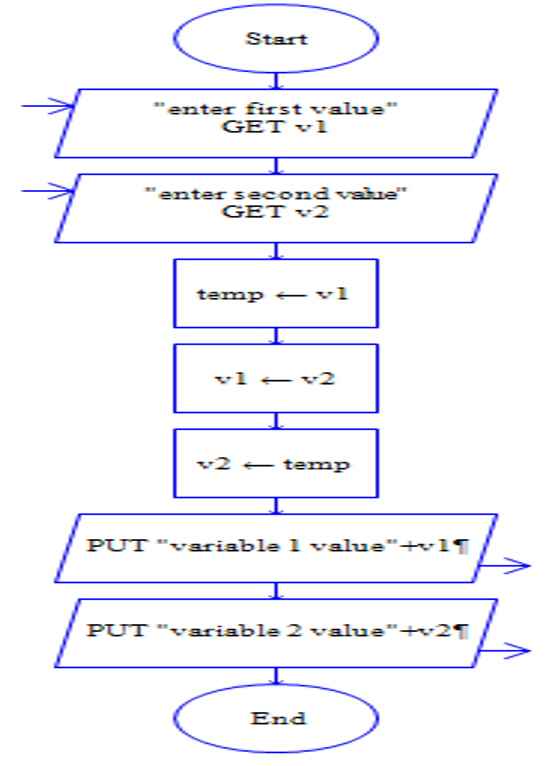 Start
"enter first value"
GET v1
"enter second value"
GET v2
temp ← v1
v1 ← v2
v2 ← temp
PUT "variable 1 value"+v1¶
PUT "variable 2 value"+v2¶
End